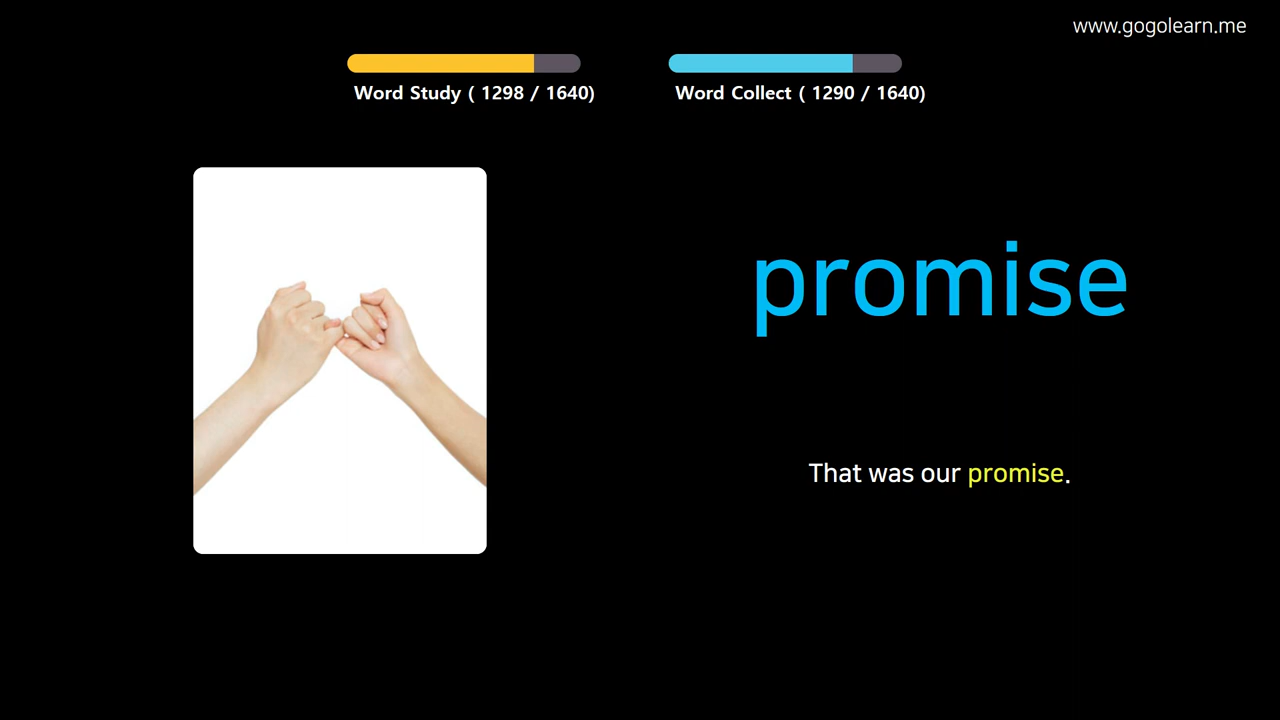 www.gogolearn.me
Word Study ( 1298 / 1640)
Word Collect ( 1290 / 1640)
promise
That was our promise.